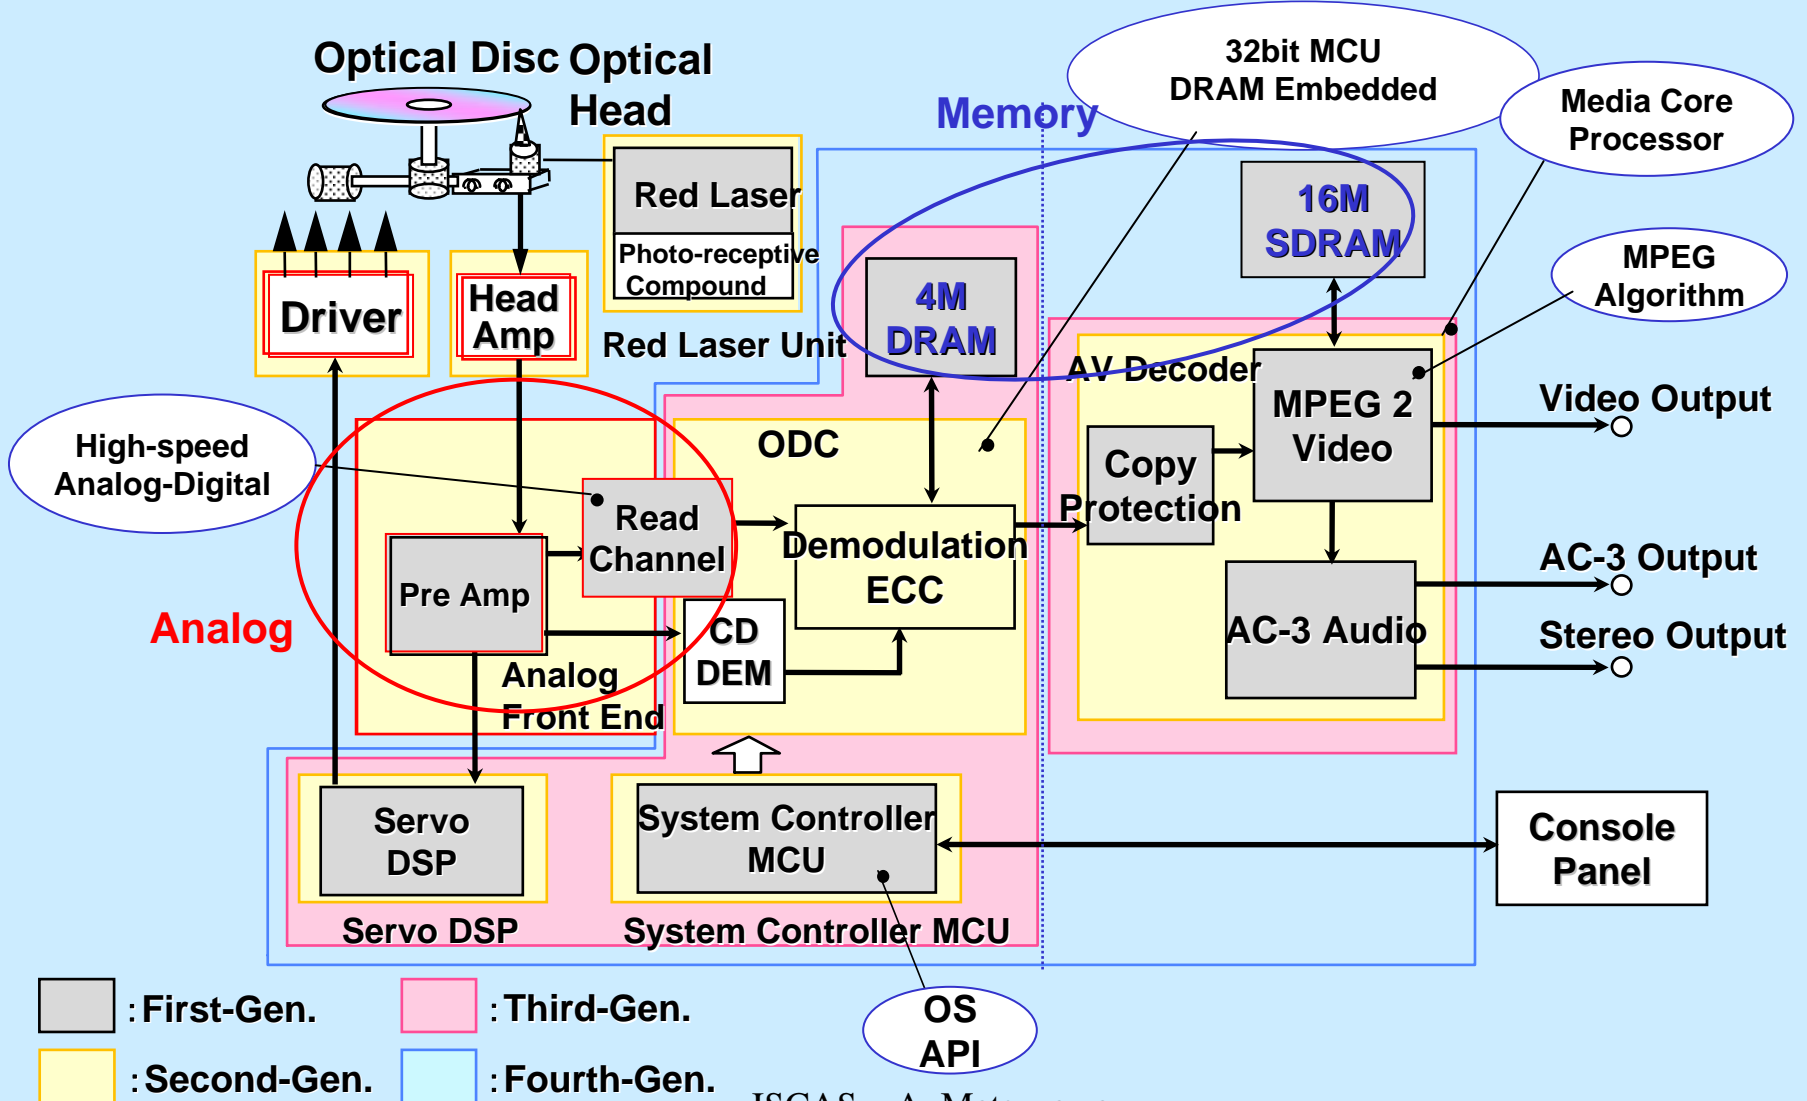 Optical Disc
Optical
Head
32bit MCU
DRAM Embedded
Media Core
Processor
Memory
Red Laser
Photo-receptive
Compound
16M
SDRAM
MPEG
Algorithm
Driver
Head
Amp
Red Laser Unit
4M
DRAM
AV Decoder
MPEG 2
Video
Video Output
High-speed
Analog-Digital
ODC
Copy
Protection
Read
Channel
Demodulation
ECC
AC-3 Output
Pre Amp
Analog
CD
DEM
AC-3 Audio
Stereo Output
Analog
Front End
Servo
DSP
System Controller
MCU
Console
Panel
Servo DSP
System Controller MCU
OS
API
:First-Gen.
:Third-Gen.
:Second-Gen.
:Fourth-Gen.